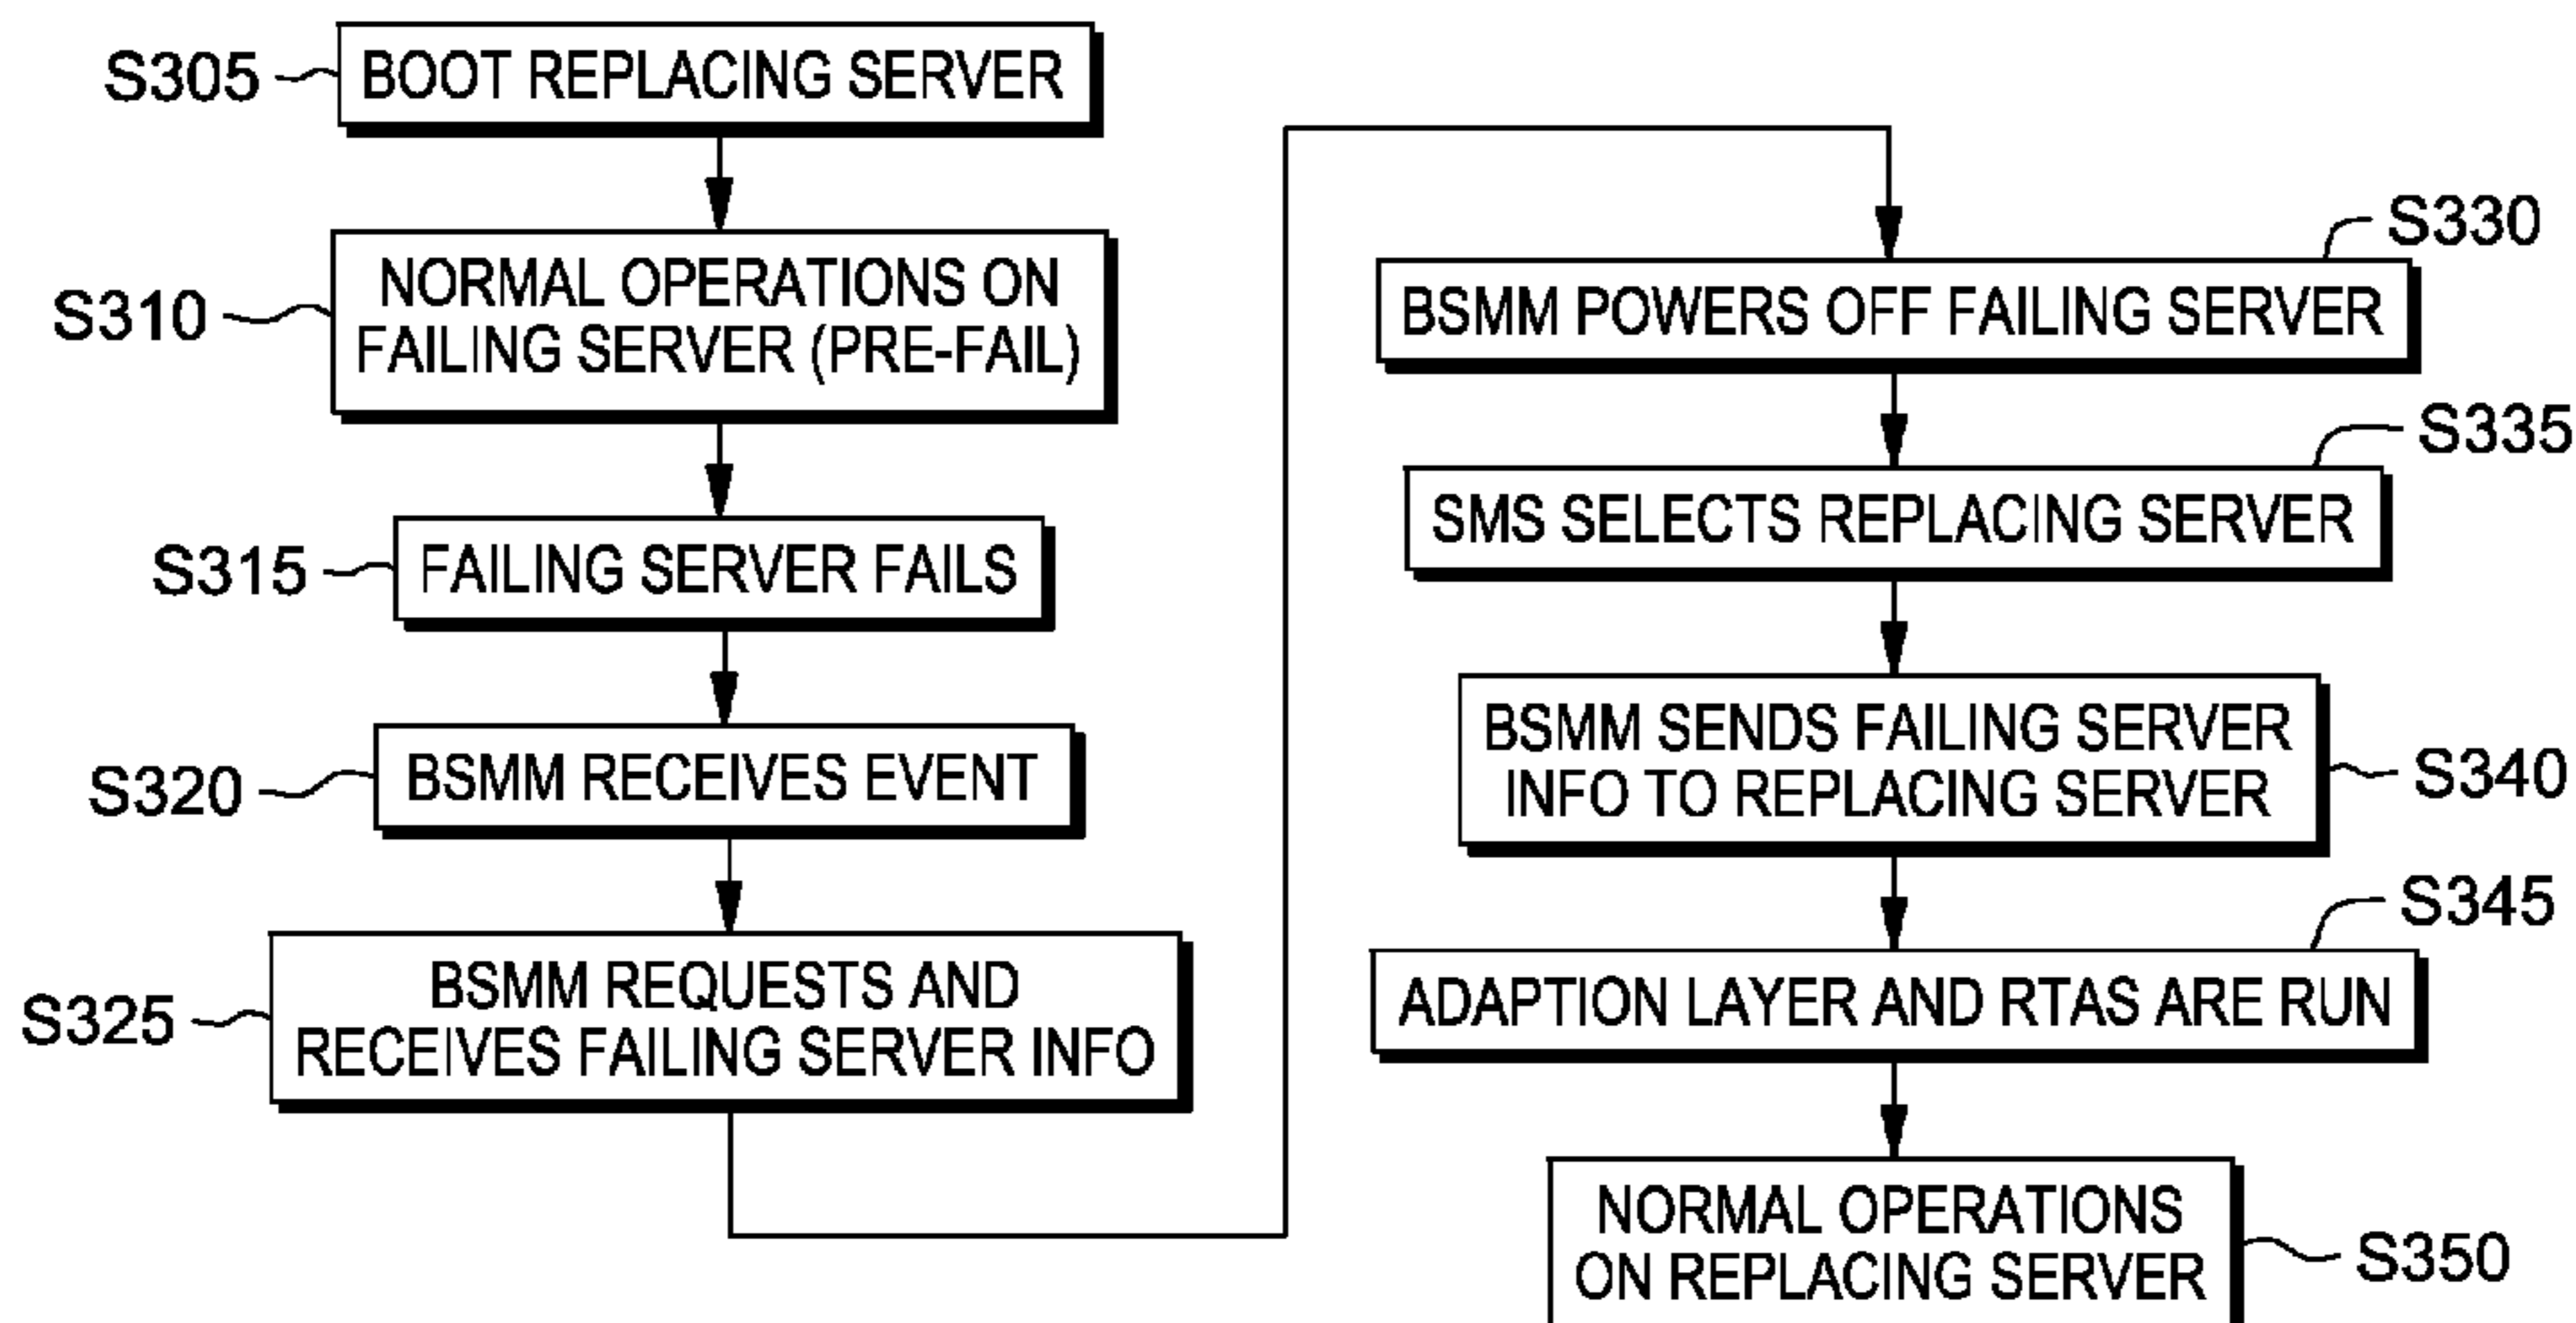 S305
BOOT REPLACING SERVER
S310
NORMAL OPERATIONS ON
FAILING SERVER (PRE-FAIL)
S315
FAILING SERVER FAILS
S320
BSMM RECEIVES EVENT
S325
BSMM REQUESTS AND
RECEIVES FAILING SERVER INFO
S330
BSMM POWERS OFF FAILING SERVER
S335
SMS SELECTS REPLACING SERVER
BSMM SENDS FAILING SERVER
INFO TO REPLACING SERVER
S340
S345
ADAPTION LAYER AND RTAS ARE RUN
NORMAL OPERATIONS
ON REPLACING SERVER
S350